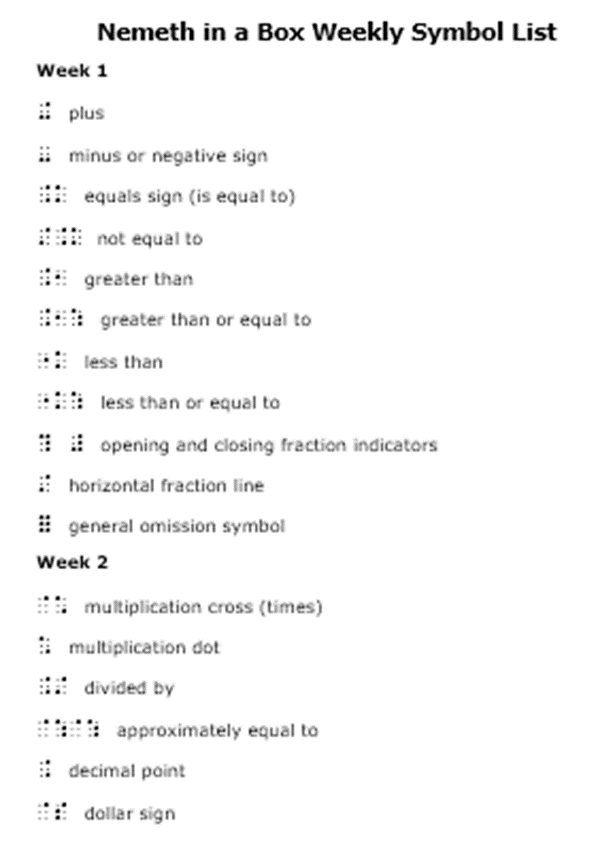 Nemeth in a Box Weekly Symbol List
Week 1
⠬ plus
⠤ minus or negative sign
⠨⠅ equals sign (is equal to)
⠌⠨⠅ not equal to
⠨⠂ greater than
⠨⠂⠱ greater than or equal to
⠐⠅ less than
⠐⠅⠱ less than or equal to
⠹ ⠼ opening and closing fraction indicators
⠌ horizontal fraction line
⠿ general omission symbol
Week 2
⠈⠡ multiplication cross (times)
⠡ multiplication dot
⠨⠌ divided by
⠈⠱⠈⠱ approximately equal to
⠨ decimal point
⠈⠎ dollar sign